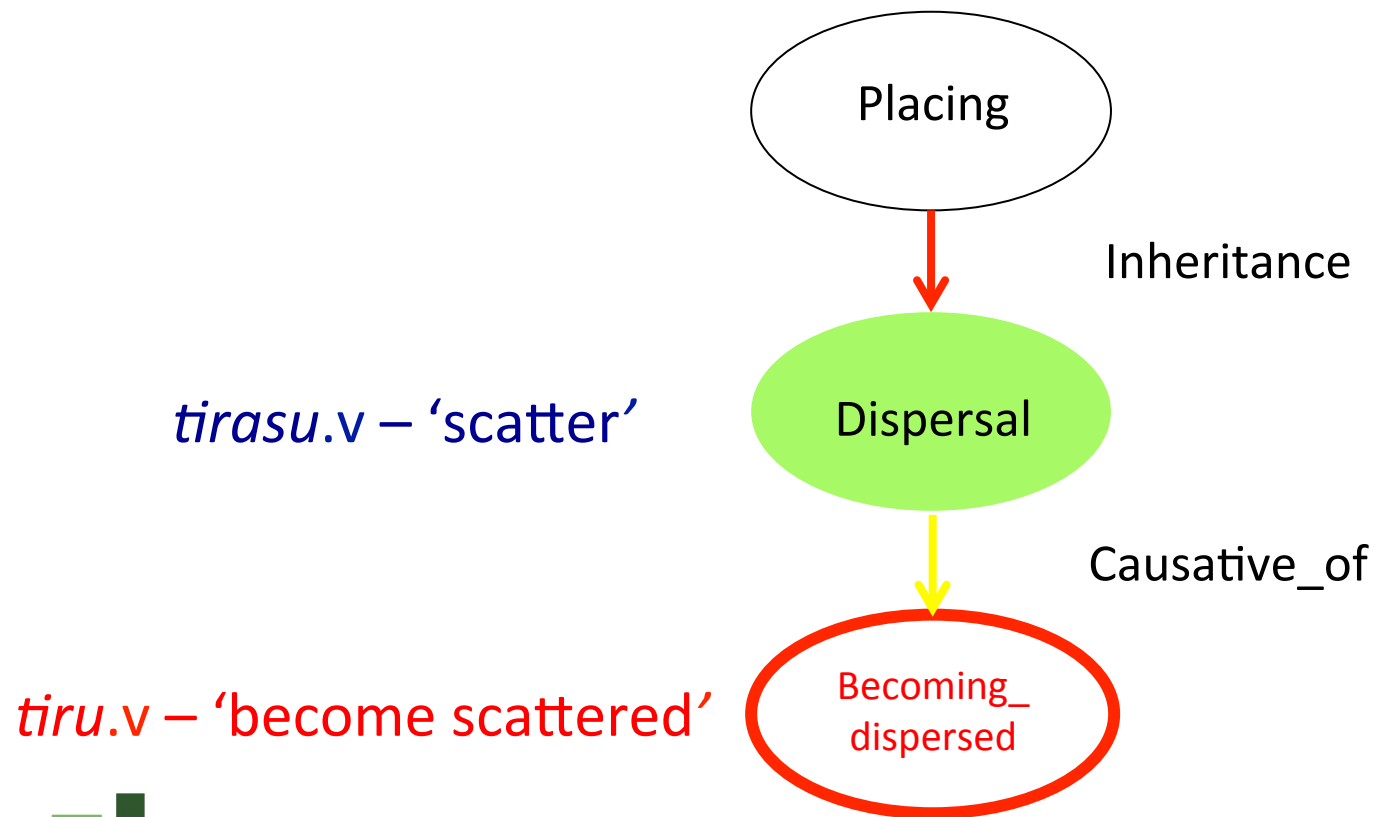 Placing
Inheritance
tirasu.v – ‘scatter’
Dispersal
Causative_of
tiru.v – ‘become scattered’
Becoming_
dispersed